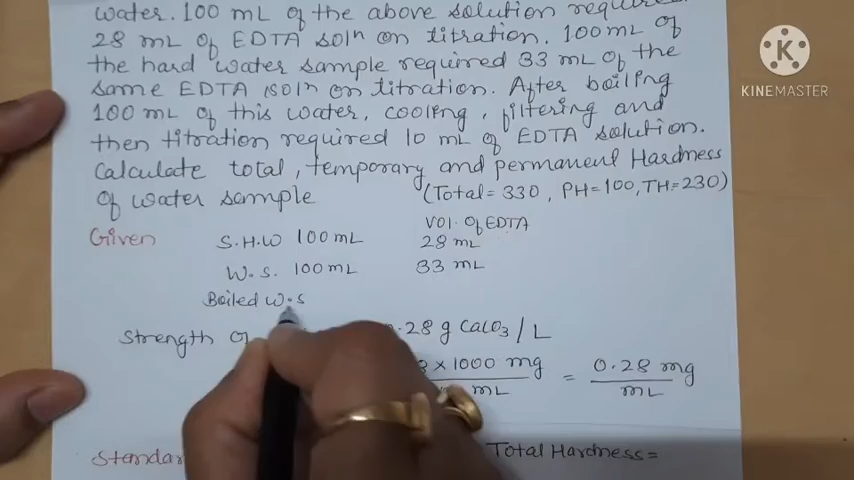 water. 100 mL of the above solution required
28 mL of EDTA solⁿ on titration. 100 mL of
the hard water sample required 33 mL of the
same EDTA solⁿ on titration. After boiling
100 mL of this water, cooling, filtering and
then titration required 10 mL of EDTA solution.
Calculate total, temporary and permanent Hardness
of water sample (Total = 330, PH=100, TH=230)
Given Vol. Of EDTA
S.H.W 100 mL 28 mL
W.S. 100 mL 33 mL
Boiled W.S
Strength of 0.28 g CaCO3 / L
× 1000 mg = 0.28 mg
mL mL
Standar Total Hardness =
K
KINEMASTER